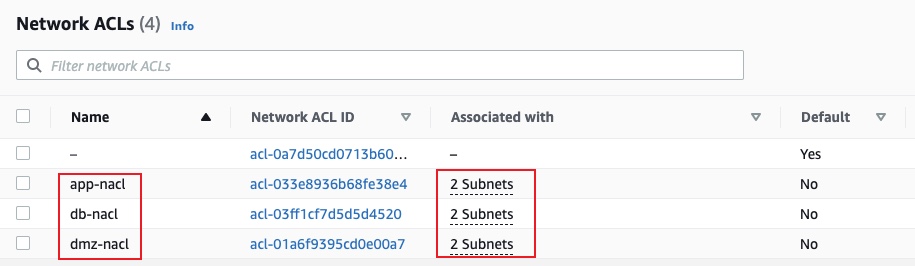 Network ACLs (4) Info
Filter network ACLs
Name Network ACL ID Associated with Default
– acl-0a7d50cd0713b60... – Yes
app-nacl acl-033e8936b68fe38e4 2 Subnets No
db-nacl acl-03ff1cf7d5d5d4520 2 Subnets No
dmz-nacl acl-01a6f9395cd0e00a7 2 Subnets No